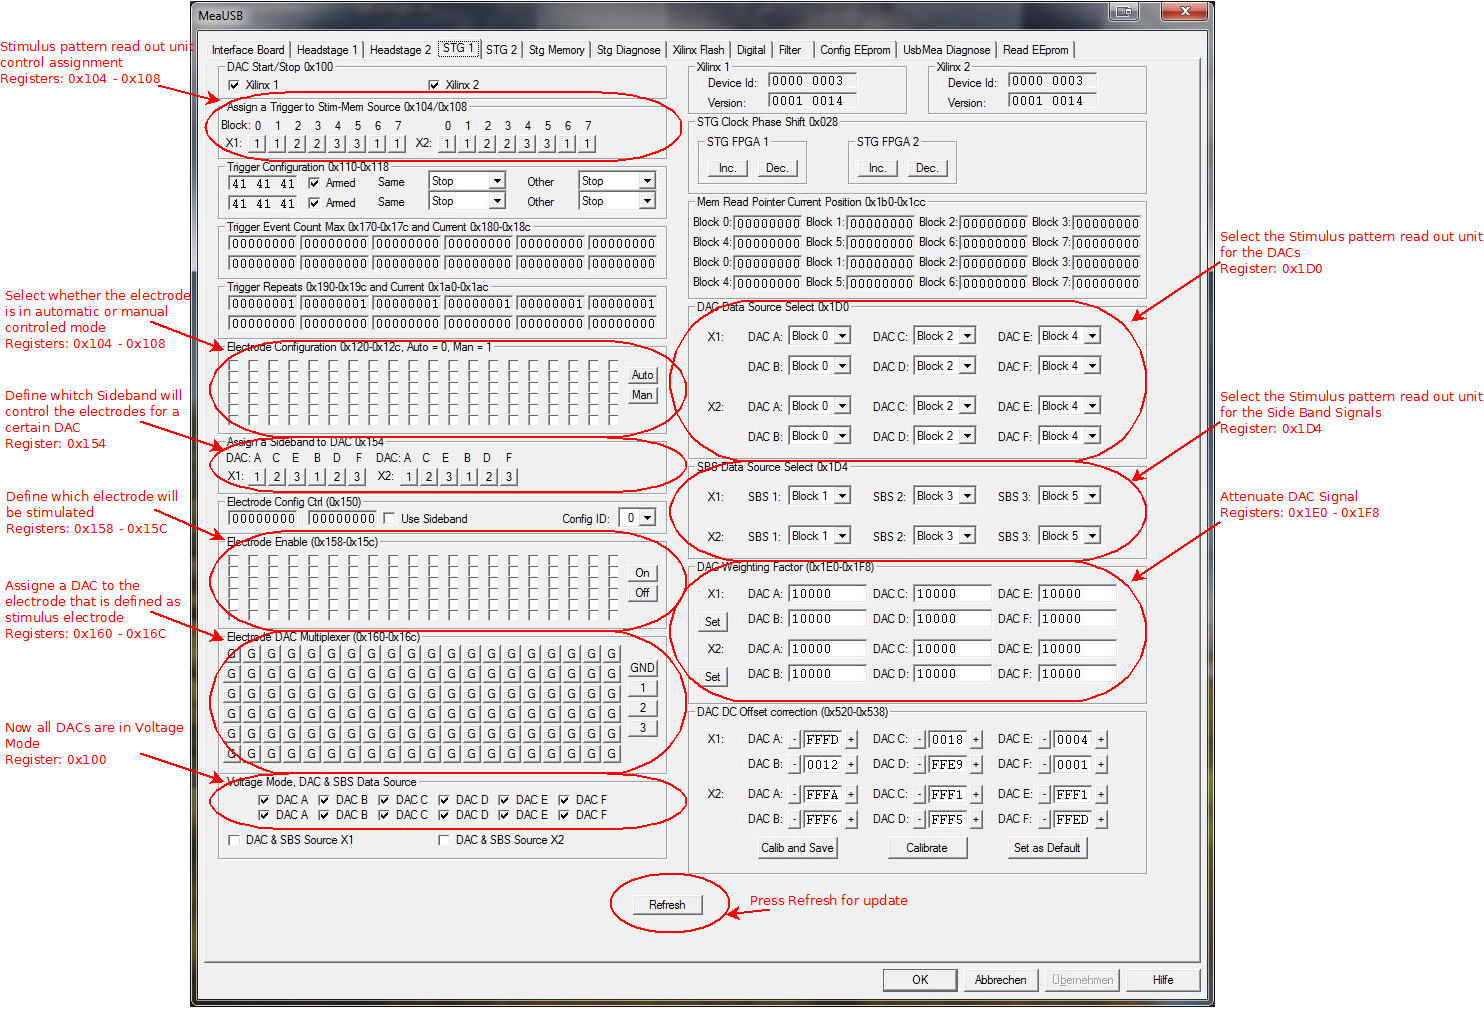 MeaUSB
Interface Board Headstage 1 Headstage 2 STG 1 STG 2 Stg Memory Stg Diagnose Xilinx Flash Digital Filter Config EEprom UsbMea Diagnose Read EEprom
Stimulus pattern read out unit
control assignment
Registers: 0x104 - 0x108
Select whether the electrode
is in automatic or manual
controled mode
Registers: 0x104 - 0x108
Define whitch Sideband will
control the electrodes for a
certain DAC
Register: 0x154
Define which electrode will
be stimulated
Registers: 0x158 - 0x15C
Assigne a DAC to the
electrode that is defined as
stimulus electrode
Registers: 0x160 - 0x16C
Now all DACs are in Voltage
Mode
Register: 0x100
DAC Start/Stop 0x100
Xilinx 1 Xilinx 2
Assign a Trigger to Stim-Mem Source 0x104/0x108
Block: 0 1 2 3 4 5 6 7 0 1 2 3 4 5 6 7
X1: 1 1 2 2 3 3 1 1 X2: 1 1 2 2 3 3 1 1
Trigger Configuration 0x110-0x118
41 41 41 Armed Same Stop Other Stop
41 41 41 Armed Same Stop Other Stop
Trigger Event Count Max 0x170-0x17c and Current 0x180-0x18c
00000000 00000000 00000000 00000000 00000000 00000000
00000000 00000000 00000000 00000000 00000000 00000000
Trigger Repeats 0x190-0x19c and Current 0x1a0-0x1ac
00000001 00000001 00000001 00000001 00000001 00000001
00000000 00000000 00000000 00000000 00000000 00000000
Electrode Configuration 0x120-0x12c, Auto = 0, Man = 1
Auto
Man
Assign a Sideband to DAC 0x154
DAC: A C E B D F DAC: A C E B D F
X1: 1 2 3 1 2 3 X2: 1 2 3 1 2 3
Electrode Config Ctrl (0x150)
00000000 00000000 Use Sideband Config ID: 0
Electrode Enable (0x158-0x15c)
On
Off
Electrode DAC Multiplexer (0x160-0x16c)
G G G G G G G G G G G G G G G G G G G G
G G G G G G G G G G G G G G G G G G G G
G G G G G G G G G G G G G G G G G G G G
G G G G G G G G G G G G G G G G G G G G
G G G G G G G G G G G G G G G G G G G G
G G G G G G G G G G G G G G G G G G G G
GND
1
2
3
Voltage Mode, DAC & SBS Data Source
DAC A DAC B DAC C DAC D DAC E DAC F
DAC A DAC B DAC C DAC D DAC E DAC F
DAC & SBS Source X1 DAC & SBS Source X2
Xilinx 1 Xilinx 2
Device Id: 0000 0003 Device Id: 0000 0003
Version: 0001 0014 Version: 0001 0014
STG Clock Phase Shift 0x028
STG FPGA 1 STG FPGA 2
Inc. Dec. Inc. Dec.
Mem Read Pointer Current Position 0x1b0-0x1cc
Block 0: 00000000 Block 1: 00000000 Block 2: 00000000 Block 3: 00000000
Block 4: 00000000 Block 5: 00000000 Block 6: 00000000 Block 7: 00000000
Block 0: 00000000 Block 1: 00000000 Block 2: 00000000 Block 3: 00000000
Block 4: 00000000 Block 5: 00000000 Block 6: 00000000 Block 7: 00000000
DAC Data Source Select 0x1D0
X1: DAC A: Block 0 DAC C: Block 2 DAC E: Block 4
DAC B: Block 0 DAC D: Block 2 DAC F: Block 4
X2: DAC A: Block 0 DAC C: Block 2 DAC E: Block 4
DAC B: Block 0 DAC D: Block 2 DAC F: Block 4
SBS Data Source Select 0x1D4
X1: SBS 1: Block 1 SBS 2: Block 3 SBS 3: Block 5
X2: SBS 1: Block 1 SBS 2: Block 3 SBS 3: Block 5
DAC Weighting Factor (0x1E0-0x1F8)
X1: DAC A: 10000 DAC C: 10000 DAC E: 10000
Set DAC B: 10000 DAC D: 10000 DAC F: 10000
X2: DAC A: 10000 DAC C: 10000 DAC E: 10000
Set DAC B: 10000 DAC D: 10000 DAC F: 10000
DAC DC Offset correction (0x520-0x538)
X1: DAC A: - FFFD + DAC C: - 0018 + DAC E: - 0004 +
DAC B: - 0012 + DAC D: - FFE9 + DAC F: - 0001 +
X2: DAC A: - FFFA + DAC C: - FFF1 + DAC E: - FFF1 +
DAC B: - FFF6 + DAC D: - FFF5 + DAC F: - FFED +
Calib and Save Calibrate Set as Default
Select the Stimulus pattern read out unit
for the DACs
Register: 0x1D0
Select the Stimulus pattern read out unit
for the Side Band Signals
Register: 0x1D4
Attenuate DAC Signal
Registers: 0x1E0 - 0x1F8
Refresh
Press Refresh for update
OK Abbrechen Übernehmen Hilfe